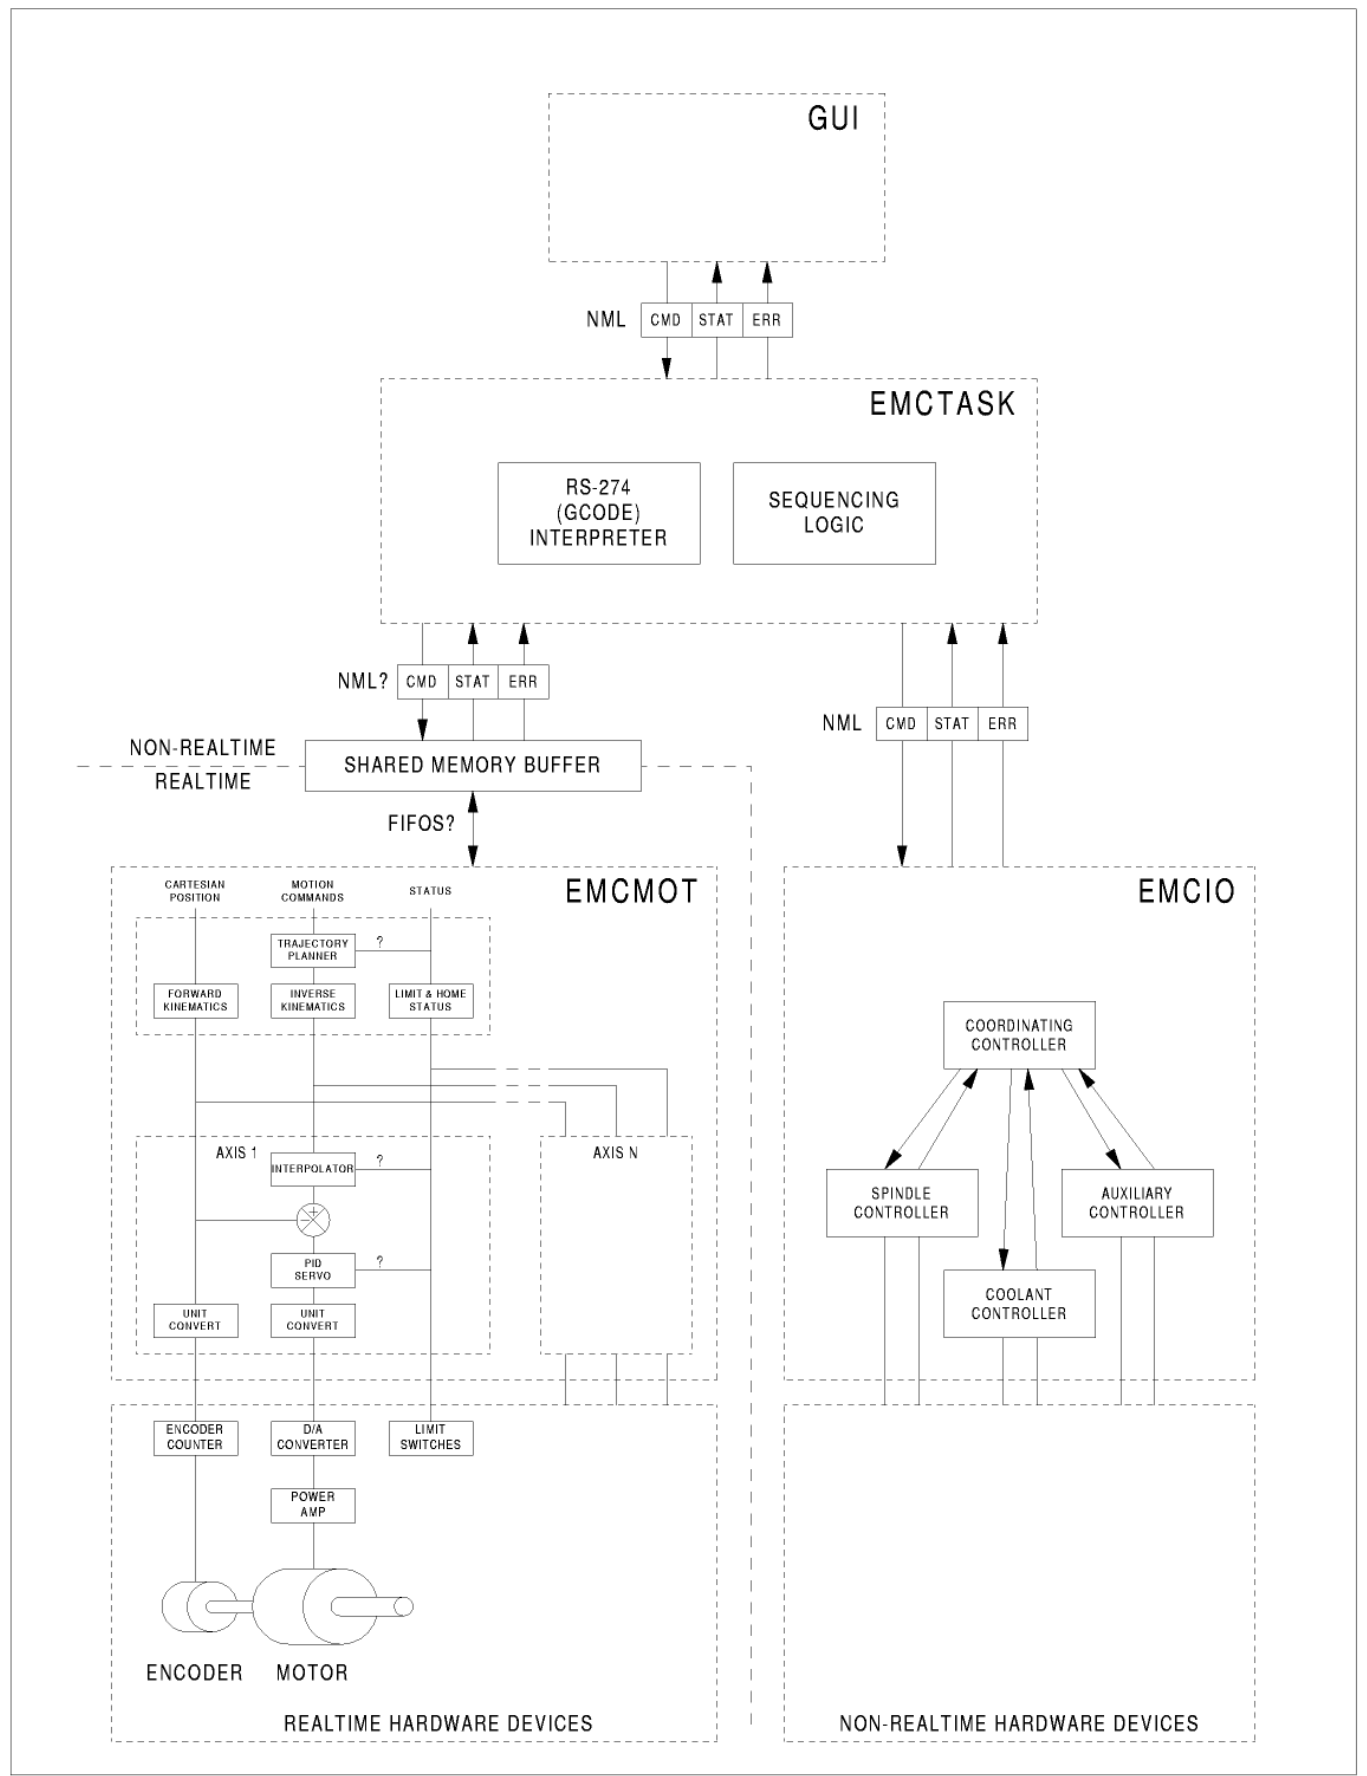 GUI
NML
CMD
STAT
ERR
EMCTASK
RS-274
(GCODE)
INTERPRETER
SEQUENCING
LOGIC
NML?
CMD
STAT
ERR
NML
CMD
STAT
ERR
NON-REALTIME
REALTIME
SHARED MEMORY BUFFER
FIFOS?
EMCMOT
CARTESIAN
POSITION
MOTION
COMMANDS
STATUS
TRAJECTORY
PLANNER
?
FORWARD
KINEMATICS
INVERSE
KINEMATICS
LIMIT & HOME
STATUS
AXIS 1
INTERPOLATOR
?
+
−
PID
SERVO
?
UNIT
CONVERT
UNIT
CONVERT
AXIS N
EMCIO
COORDINATING
CONTROLLER
SPINDLE
CONTROLLER
AUXILIARY
CONTROLLER
COOLANT
CONTROLLER
ENCODER
COUNTER
D/A
CONVERTER
LIMIT
SWITCHES
POWER
AMP
ENCODER
MOTOR
REALTIME HARDWARE DEVICES
NON-REALTIME HARDWARE DEVICES